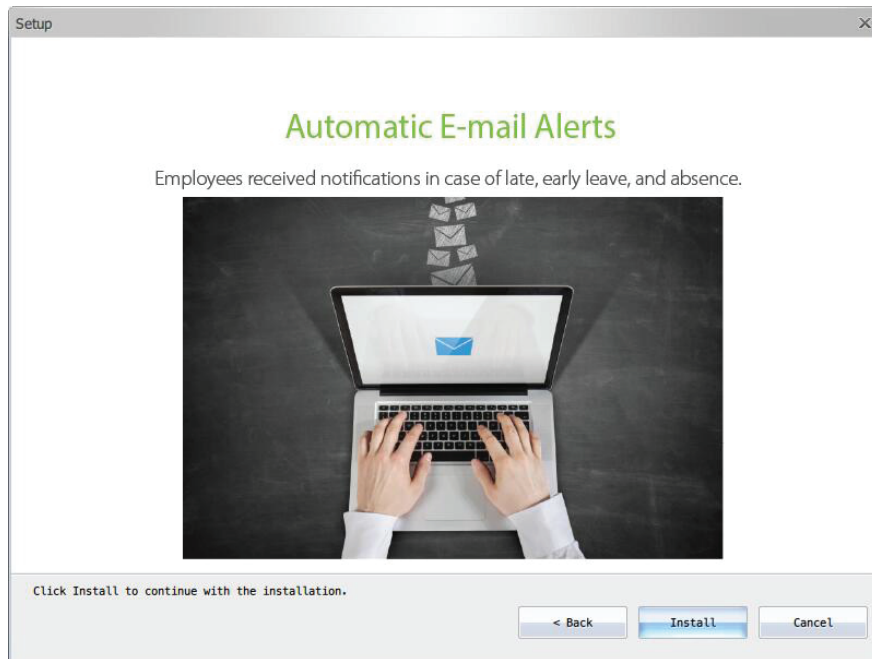 Setup
Automatic E-mail Alerts
Employees received notifications in case of late, early leave, and absence.
Click Install to continue with the installation.
< Back
Install
Cancel